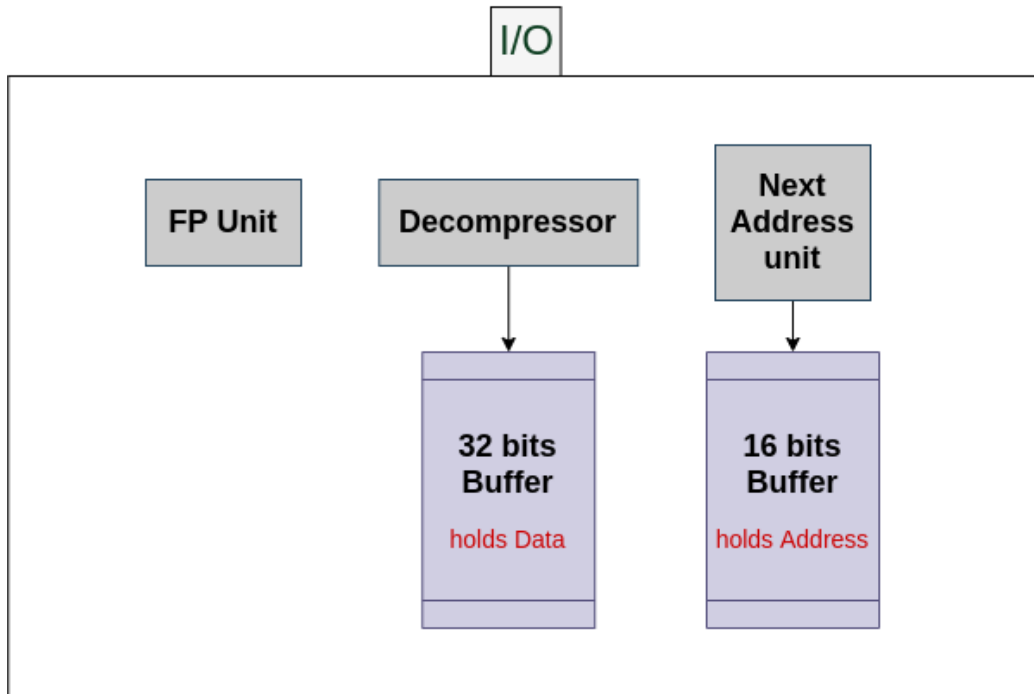 I/O
FP Unit
Decompressor
Next
Address
unit
32 bits
Buffer
holds Data
16 bits
Buffer
holds Address